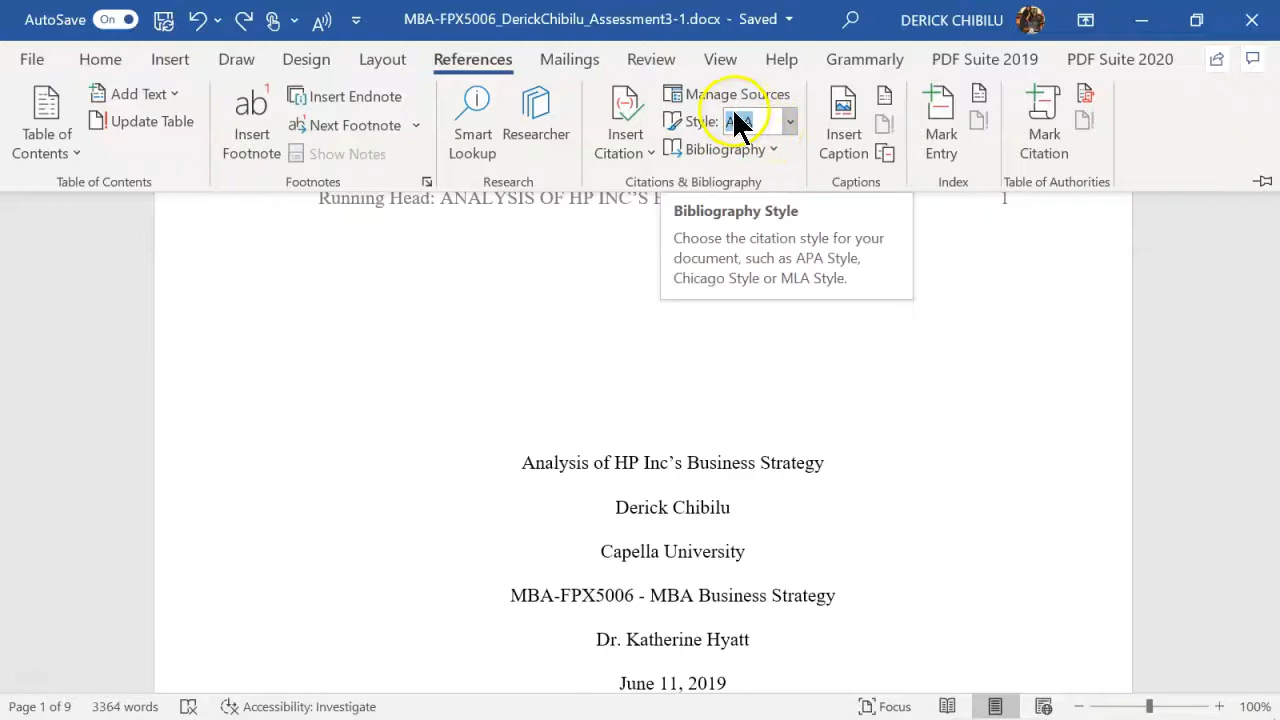 AutoSave On MBA-FPX5006_DerickChibilu_Assessment3-1.docx - Saved DERICK CHIBILU
File Home Insert Draw Design Layout References Mailings Review View Help Grammarly PDF Suite 2019 PDF Suite 2020
Table of Contents
Add Text
Update Table
Table of Contents
ab1
Insert Footnote
Insert Endnote
Next Footnote
Show Notes
Footnotes
Smart Lookup
Researcher
Research
Insert Citation
Manage Sources
Style:
Bibliography
Citations & Bibliography
Insert Caption
Captions
Mark Entry
Index
Mark Citation
Table of Authorities
Running Head: ANALYSIS OF HP INC'S 1
Bibliography Style
Choose the citation style for your
document, such as APA Style,
Chicago Style or MLA Style.
Analysis of HP Inc's Business Strategy
Derick Chibilu
Capella University
MBA-FPX5006 - MBA Business Strategy
Dr. Katherine Hyatt
June 11, 2019
Page 1 of 9 3364 words Accessibility: Investigate Focus 100%